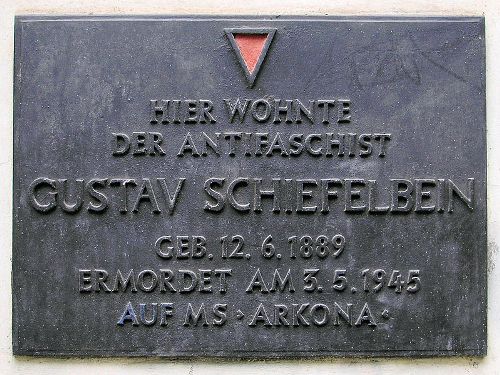 HIER WOHNTE
DER ANTIFASCHIST
GUSTAV SCHIEFELBEIN
GEB. 12. 6. 1889
ERMORDET AM 3. 5. 1945
AUF MS · ARKONA ·